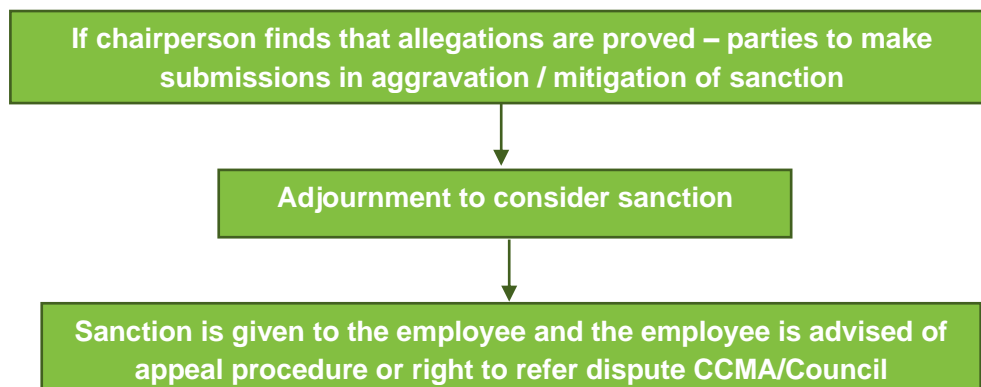 If chairperson finds that allegations are proved – parties to make
submissions in aggravation / mitigation of sanction
Adjournment to consider sanction
Sanction is given to the employee and the employee is advised of
appeal procedure or right to refer dispute CCMA/Council